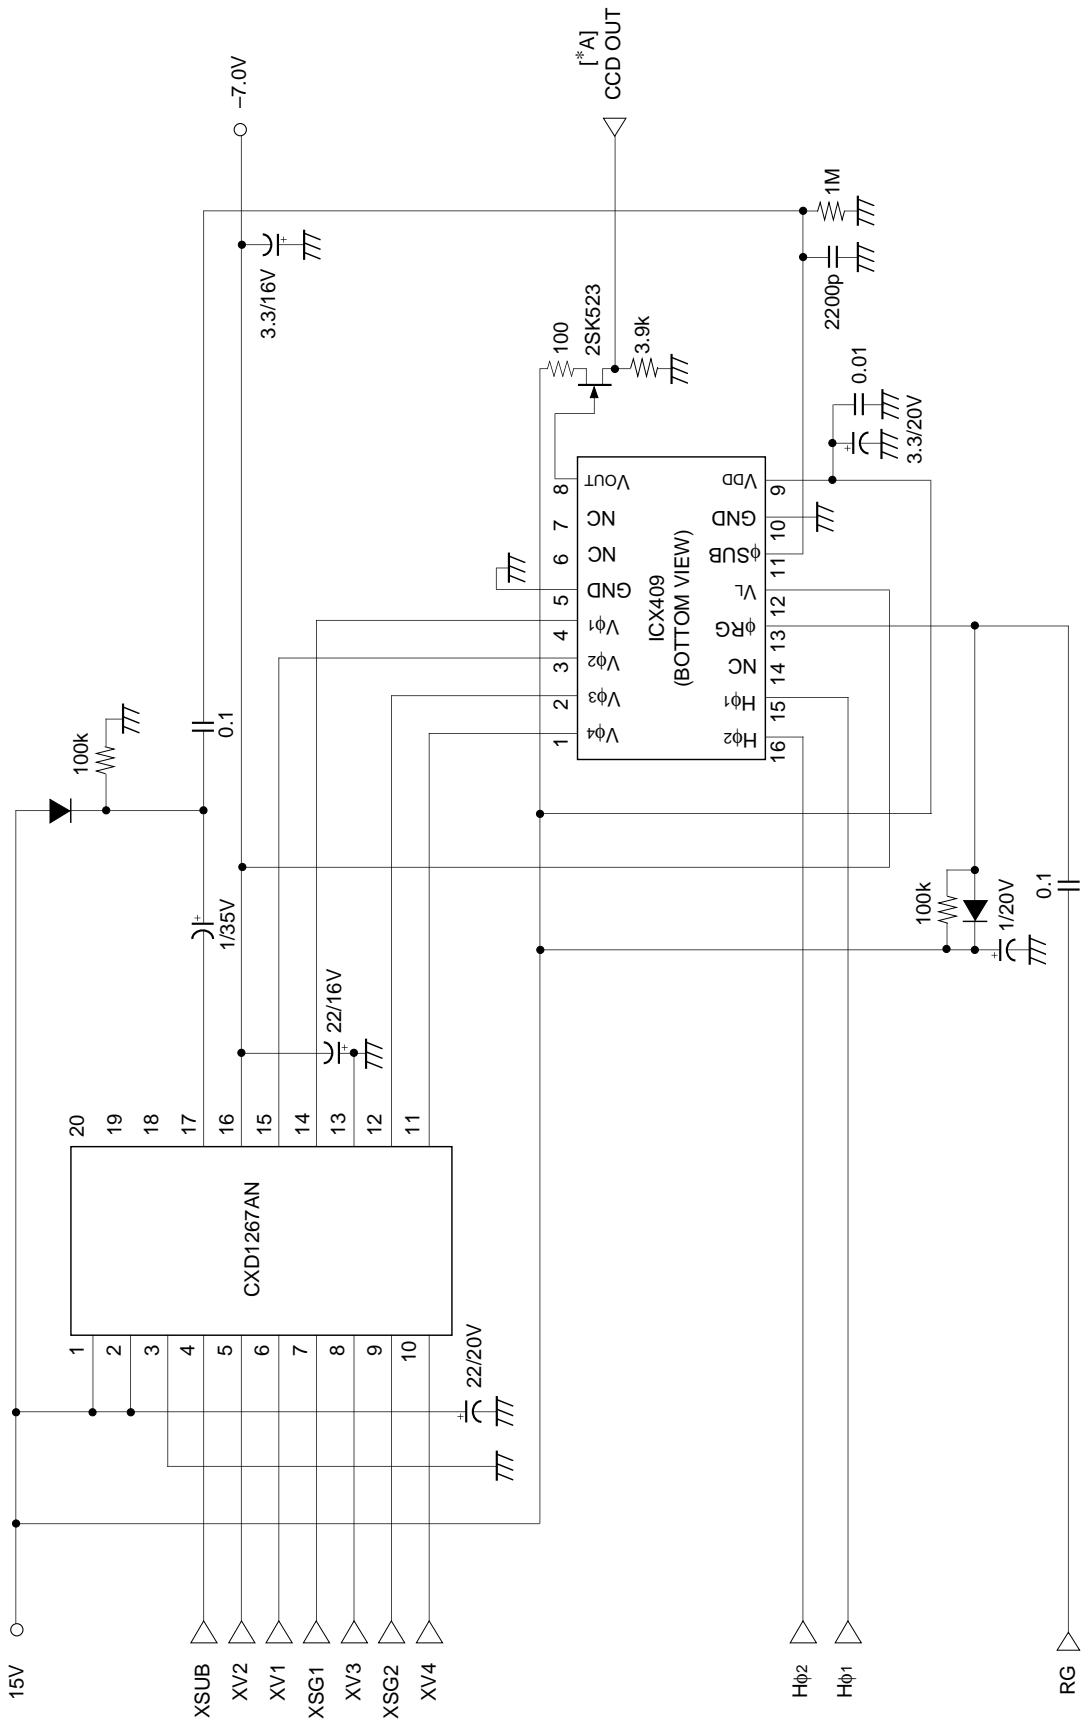 15V
XSUB
XV2
XV1
XSG1
XV3
XSG2
XV4
Hϕ2
Hϕ1
RG
22/20V
1
2
3
4
5
6
7
8
9
10
CXD1267AN
20
19
18
17
16
15
14
13
12
11
22/16V
1/35V
100k
0.1
3.3/16V
–7.0V
[*A]
CCD OUT
100
2SK523
3.9k
1M
2200p
0.01
3.3/20V
ICX409
(BOTTOM VIEW)
1
2
3
4
5
6
7
8
Vϕ4
Vϕ3
Vϕ2
Vϕ1
GND
NC
NC
VOUT
Hϕ2
Hϕ1
NC
ϕRG
VL
ϕSUB
GND
VDD
16
15
14
13
12
11
10
9
100k
1/20V
0.1